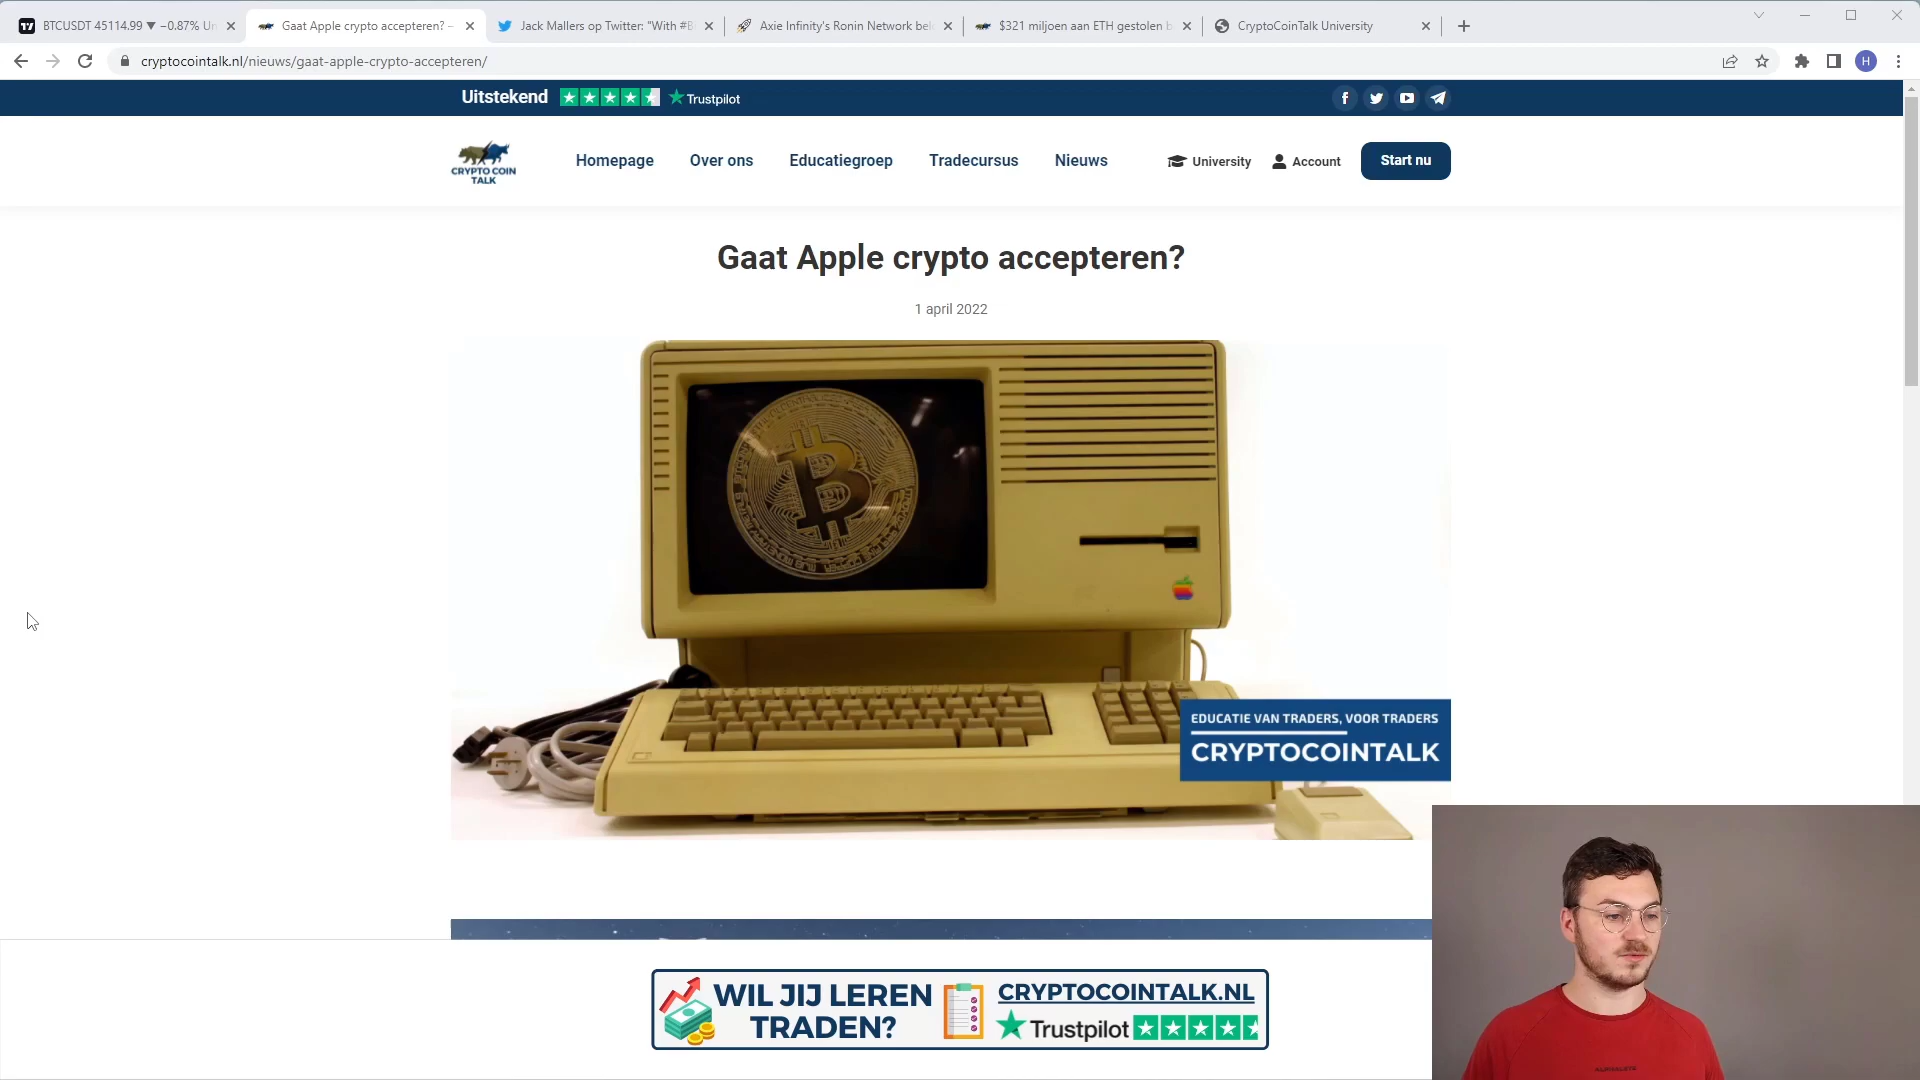 BTCUSDT 45114.99 ▼ −0.87% Un
Gaat Apple crypto accepteren? –
Jack Mallers op Twitter: "With #B
Axie Infinity's Ronin Network bek
$321 miljoen aan ETH gestolen b
CryptoCoinTalk University
cryptocointalk.nl/nieuws/gaat-apple-crypto-accepteren/
H
Uitstekend
Trustpilot
CRYPTO COIN
TALK
Homepage
Over ons
Educatiegroep
Tradecursus
Nieuws
University
Account
Start nu
Gaat Apple crypto accepteren?
1 april 2022
EDUCATIE VAN TRADERS, VOOR TRADERS
CRYPTOCOINTALK
WIL JIJ LEREN
TRADEN?
CRYPTOCOINTALK.NL
Trustpilot